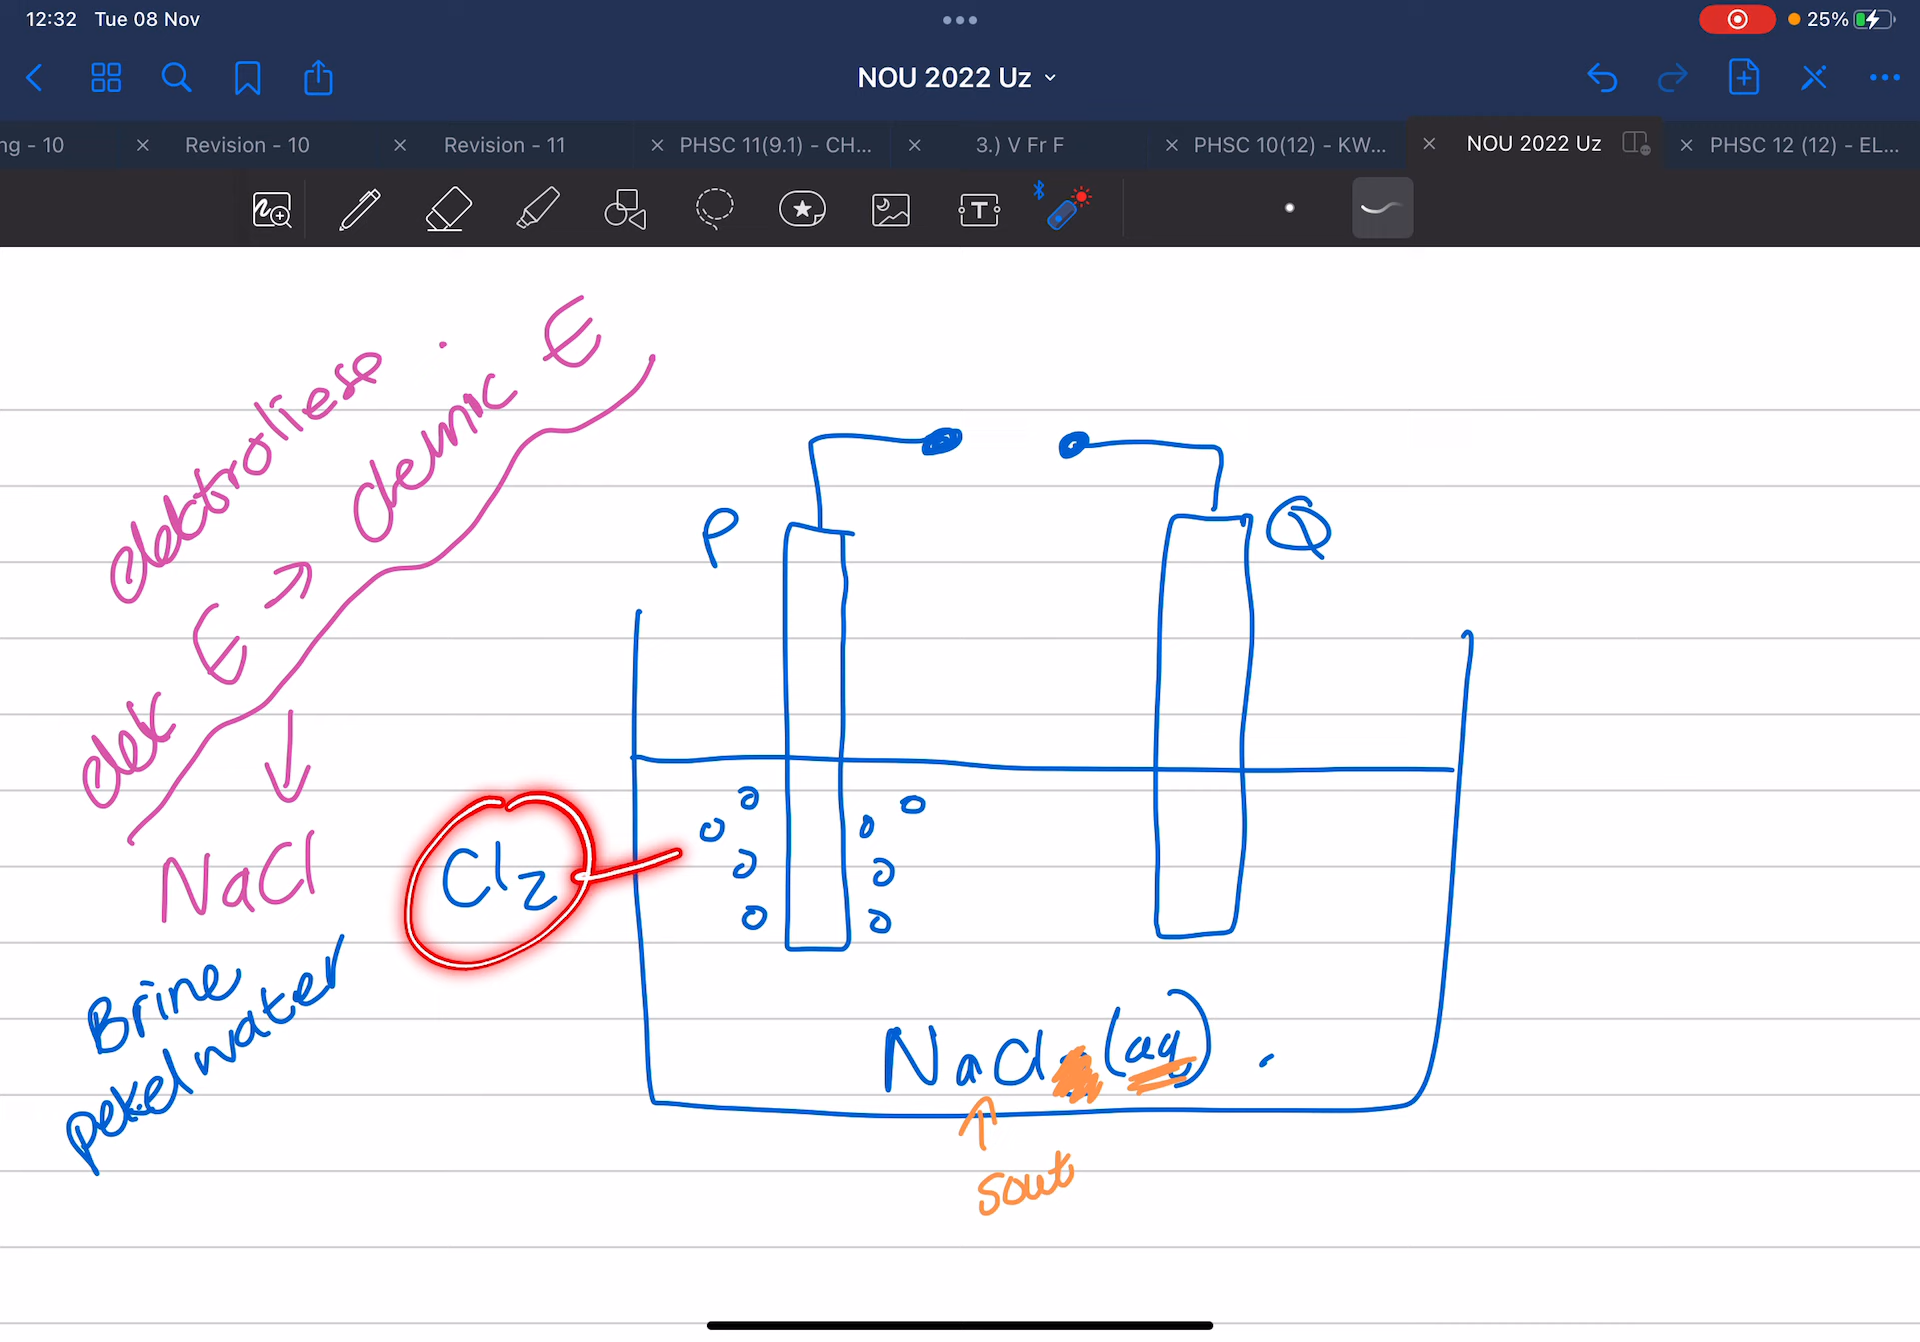 12:32 Tue 08 Nov
25%
NOU 2022 Uz
ng - 10
Revision - 10
Revision - 11
PHSC 11(9.1) - CH...
3.) V Fr F
PHSC 10(12) - KW...
NOU 2022 Uz
PHSC 12 (12) - EL...
elektroliese
elek E → Chemic E
↓
NaCl
Brine
pekelwater
P
Q
Cl2
NaCl (aq) .
↑
sout